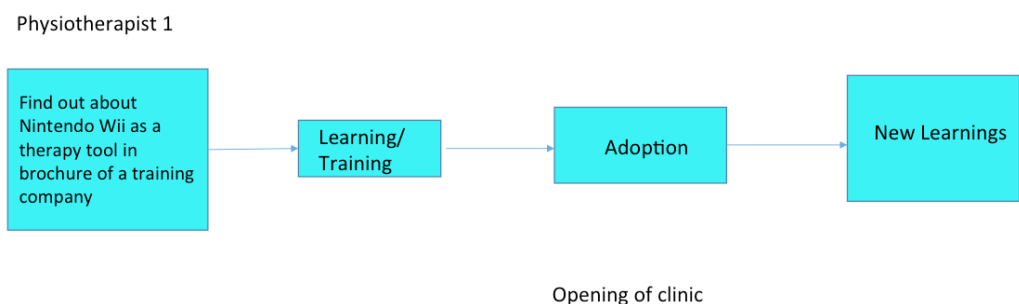 Physiotherapist 1
Find out about
Nintendo Wii as a
therapy tool in
brochure of a training
company
Learning/
Training
Adoption
New Learnings
Opening of clinic